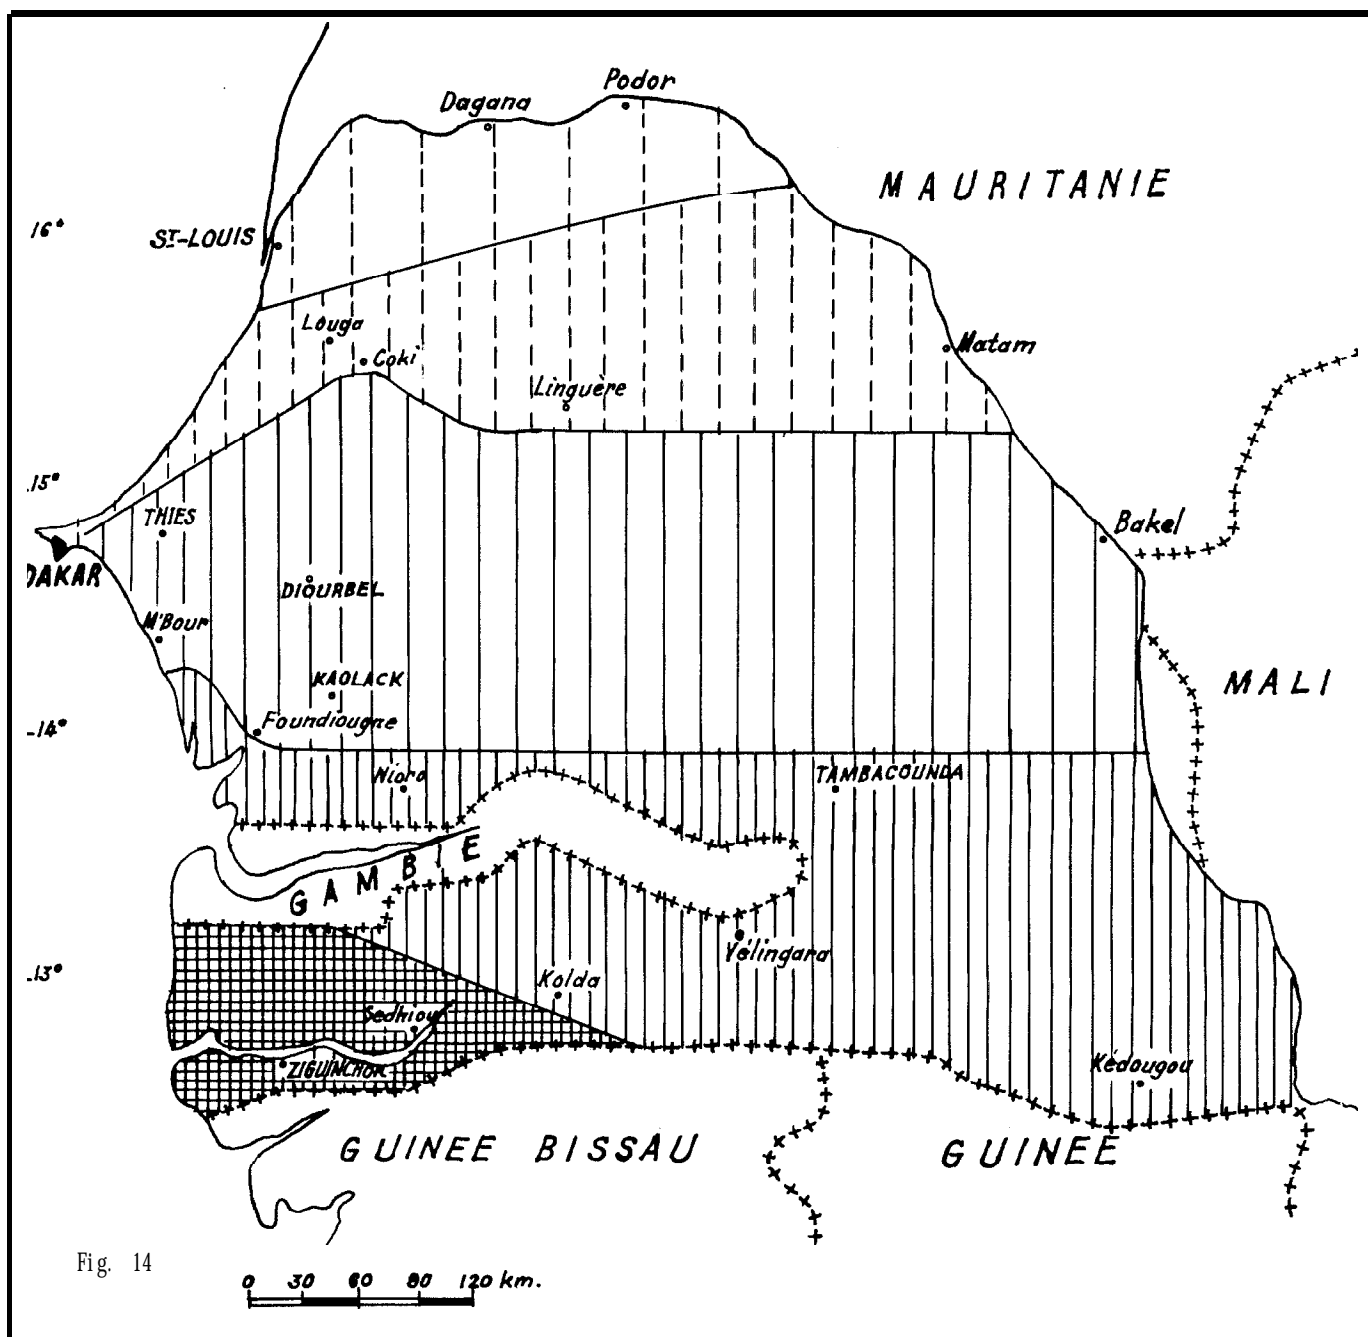 Podor
Dagana
MAURITANIE
16°
ST-LOUIS
Louga
Coki
Matam
Linguère
15°
THIES
Bakel
DAKAR
DIOURBEL
M'Bour
KAOLACK
MALI
14°
Foundiougne
Nioro
TAMBACOUNDA
GAMBIE
Vélingara
13°
Kolda
Sedhiou
ZIGUINCHOR
Kédougou
GUINEE BISSAU
GUINEE
Fig. 14
0 30 60 80 120 km.